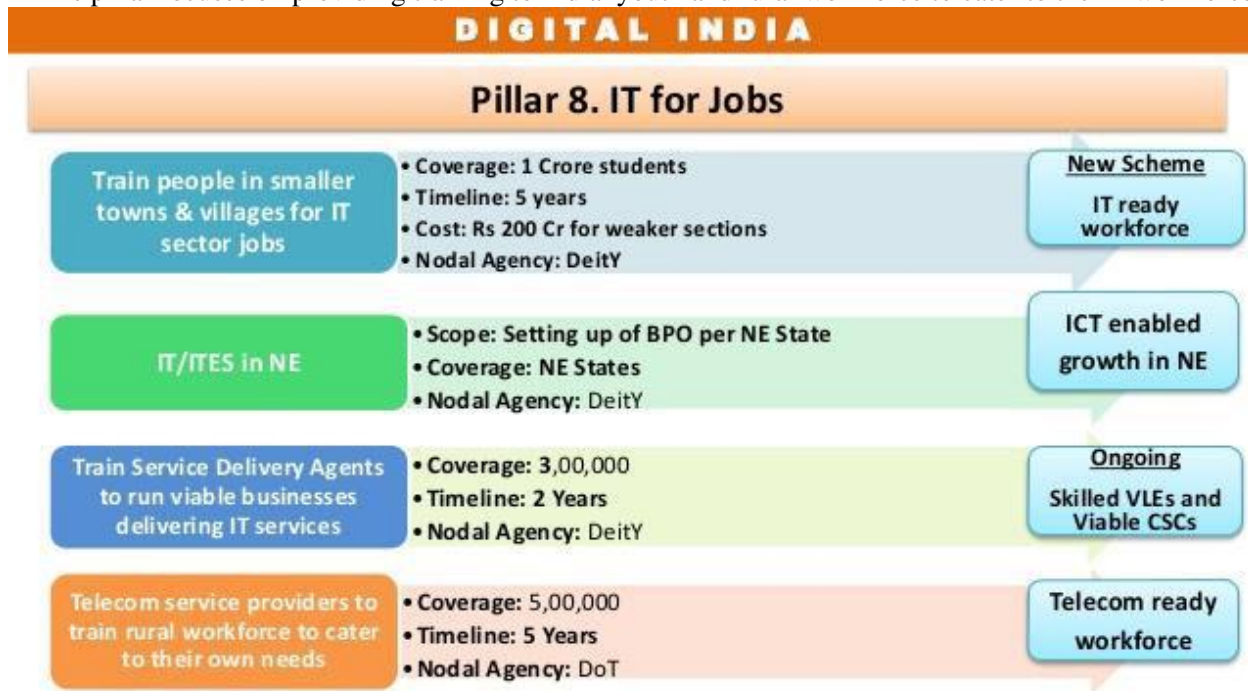 DIGITAL INDIA
Pillar 8. IT for Jobs
Train people in smaller
towns & villages for IT
sector jobs
• Coverage: 1 Crore students
• Timeline: 5 years
• Cost: Rs 200 Cr for weaker sections
• Nodal Agency: DeitY
New Scheme
IT ready
workforce
IT/ITES in NE
• Scope: Setting up of BPO per NE State
• Coverage: NE States
• Nodal Agency: DeitY
ICT enabled
growth in NE
Train Service Delivery Agents
to run viable businesses
delivering IT services
• Coverage: 3,00,000
• Timeline: 2 Years
• Nodal Agency: DeitY
Ongoing
Skilled VLEs and
Viable CSCs
Telecom service providers to
train rural workforce to cater
to their own needs
• Coverage: 5,00,000
• Timeline: 5 Years
• Nodal Agency: DoT
Telecom ready
workforce